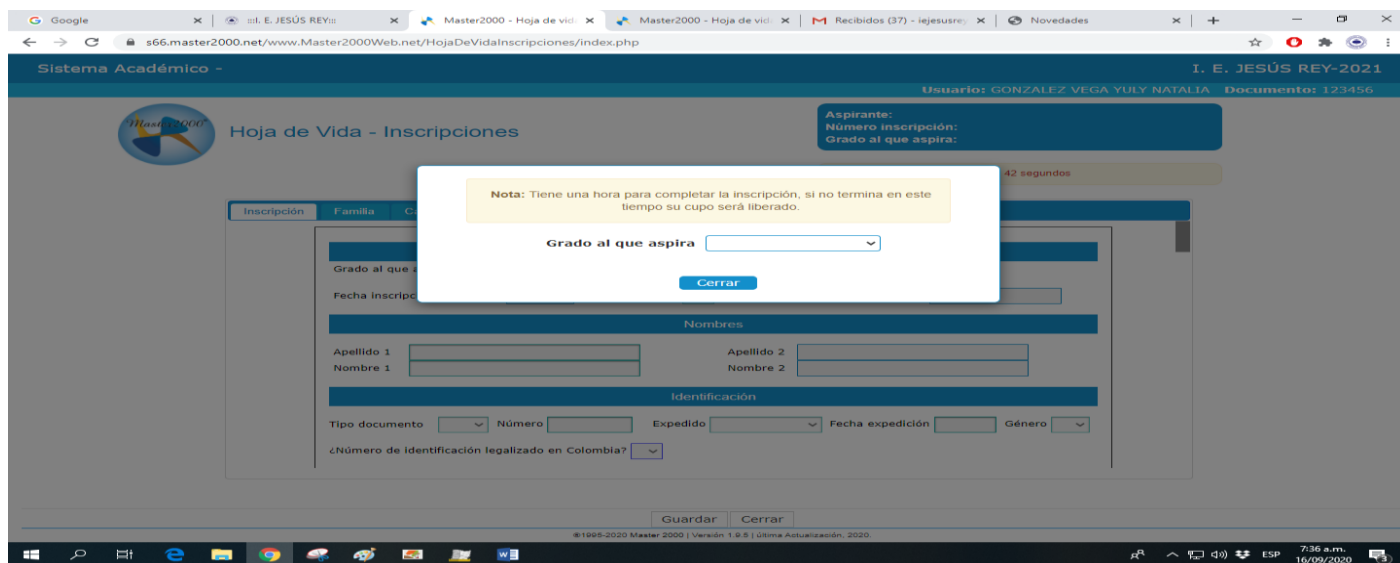 Google
I. E. JESÚS REY
Master2000 - Hoja de vid
Master2000 - Hoja de vid
Recibidos (37) - iejesusrey
Novedades
s66.master2000.net/www.Master2000Web.net/HojaDeVidaInscripciones/index.php
Sistema Académico -
I. E. JESÚS REY-2021
Usuario: GONZALEZ VEGA YULY NATALIA Documento: 123456
Master2000
Hoja de Vida - Inscripciones
Aspirante:
Número inscripción:
Grado al que aspira:
42 segundos
Nota: Tiene una hora para completar la inscripción, si no termina en este
tiempo su cupo será liberado.
Grado al que aspira
Cerrar
Inscripción Familia
Grado al que
Fecha inscripc
Nombres
Apellido 1 Apellido 2
Nombre 1 Nombre 2
Identificación
Tipo documento Número Expedido Fecha expedición Género
¿Número de identificación legalizado en Colombia?
Guardar Cerrar
©1995-2020 Master 2000 | Versión 1.9.5 | última Actualización, 2020.
ESP
7:36 a.m.
16/09/2020